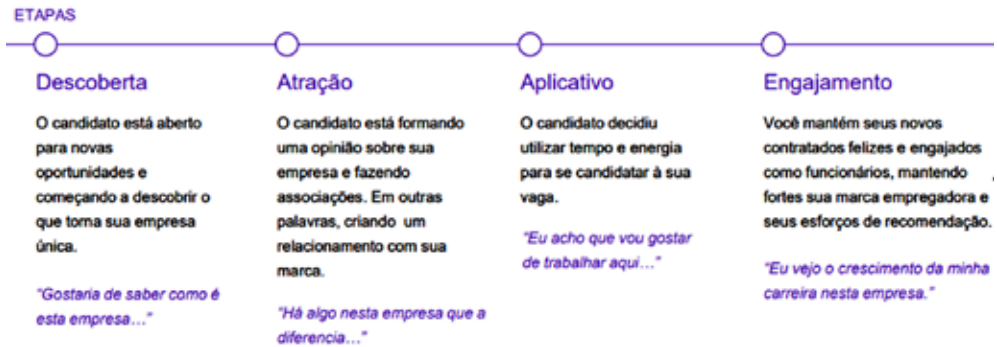 ETAPAS
Descoberta
O candidato está aberto
para novas
oportunidades e
começando a descobrir o
que torna sua empresa
única.
"Gostaria de saber como é
esta empresa…"
Atração
O candidato está formando
uma opinião sobre sua
empresa e fazendo
associações. Em outras
palavras, criando um
relacionamento com sua
marca.
"Há algo nesta empresa que a
diferencia…"
Aplicativo
O candidato decidiu
utilizar tempo e energia
para se candidatar à sua
vaga.
"Eu acho que vou gostar
de trabalhar aqui…"
Engajamento
Você mantém seus novos
contratados felizes e engajados
como funcionários, mantendo
fortes sua marca empregadora e
seus esforços de recomendação.
"Eu vejo o crescimento da minha
carreira nesta empresa."